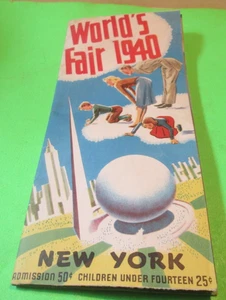 World's
Fair 1940
NEW YORK
ADMISSION 50¢ CHILDREN UNDER FOURTEEN 25¢